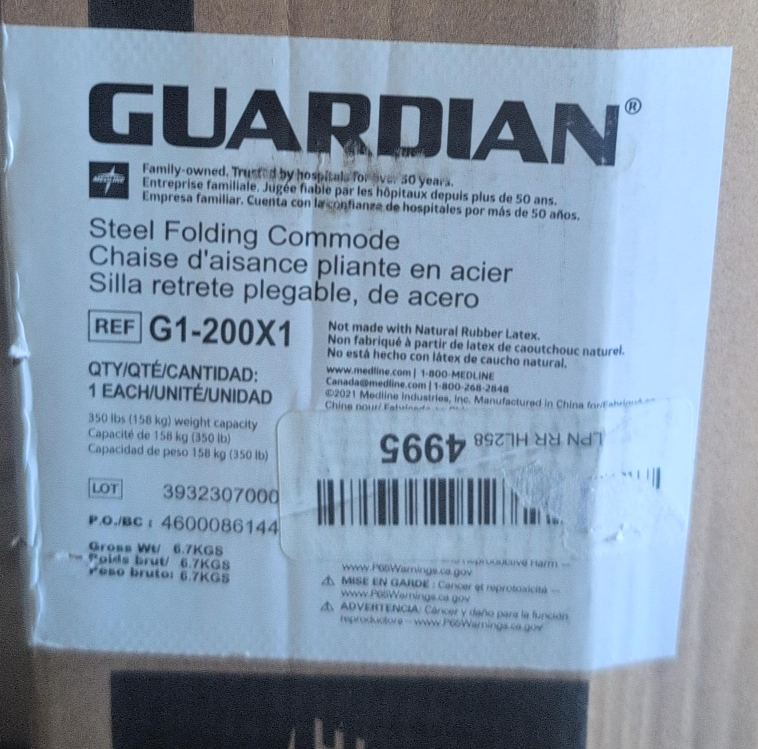 GUARDIAN®
MEDLINE
Family-owned. Trusted by hospitals for over 50 years.
Entreprise familiale. Jugée fiable par les hôpitaux depuis plus de 50 ans.
Empresa familiar. Cuenta con la confianza de hospitales por más de 50 años.
Steel Folding Commode
Chaise d'aisance pliante en acier
Silla retrete plegable, de acero
REF G1-200X1
Not made with Natural Rubber Latex.
Non fabriqué à partir de latex de caoutchouc naturel.
No está hecho con látex de caucho natural.
QTY/QTÉ/CANTIDAD:
1 EACH/UNITÉ/UNIDAD
www.medline.com | 1-800-MEDLINE
Canada@medline.com | 1-800-268-2848
©2021 Medline Industries, Inc. Manufactured in China for/Fabriqué en
Chine pour/
350 lbs (158 kg) weight capacity
Capacité de 158 kg (350 lb)
Capacidad de peso 158 kg (350 lb)
LPN RR HL258 4995
LOT 3932307000
P.O./BC : 4600086144
Gross Wt/ 6.7KGS
Poids brut/ 6.7KGS
Peso bruto: 6.7KGS
harm —
www.P65Warnings.ca.gov
⚠ MISE EN GARDE : Cancer et reprotoxicité —
www.P65Warnings.ca.gov
⚠ ADVERTENCIA: Cáncer y daño para la función
reproductora – www.P65Warnings.ca.gov